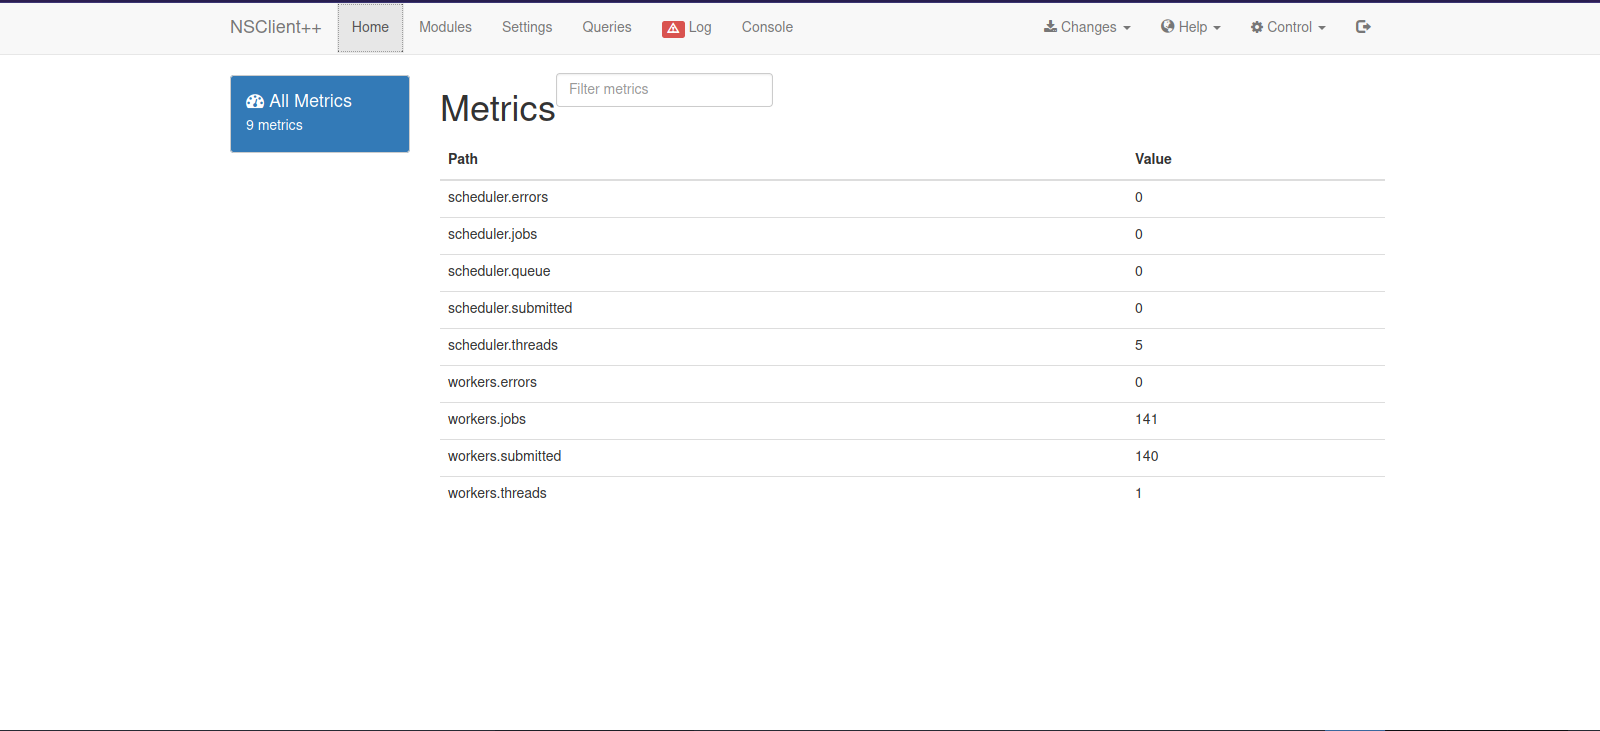 NSClient++ Home Modules Settings Queries Log Console Changes Help Control
All Metrics
9 metrics
Metrics Filter metrics
Path Value
scheduler.errors 0
scheduler.jobs 0
scheduler.queue 0
scheduler.submitted 0
scheduler.threads 5
workers.errors 0
workers.jobs 141
workers.submitted 140
workers.threads 1